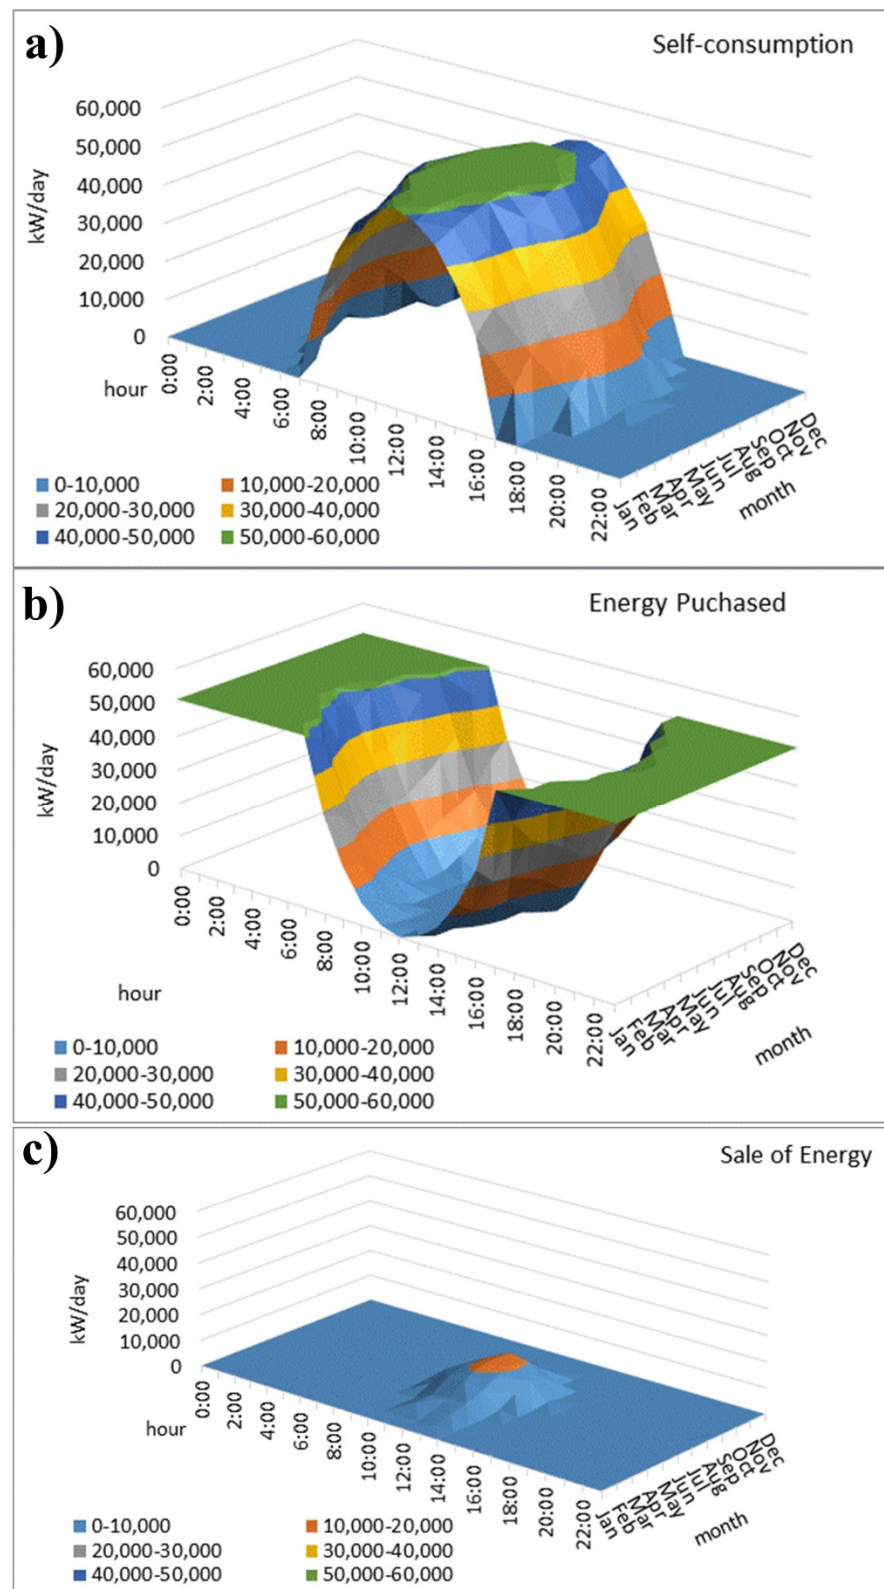 a)
Self-consumption
60,000
50,000
40,000
30,000
20,000
10,000
0
kW/day
hour
0:00
2:00
4:00
6:00
8:00
10:00
12:00
14:00
16:00
18:00
20:00
22:00
Jan
Feb
Mar
Apr
May
Jun
Jul
Aug
Sep
Oct
Nov
Dec
month
0-10,000 10,000-20,000
20,000-30,000 30,000-40,000
40,000-50,000 50,000-60,000
b)
Energy Puchased
60,000
50,000
40,000
30,000
20,000
10,000
0
kW/day
hour
0:00
2:00
4:00
6:00
8:00
10:00
12:00
14:00
16:00
18:00
20:00
22:00
Jan
Feb
Mar
Apr
May
Jun
Jul
Aug
Sep
Oct
Nov
Dec
month
0-10,000 10,000-20,000
20,000-30,000 30,000-40,000
40,000-50,000 50,000-60,000
c)
Sale of Energy
60,000
50,000
40,000
30,000
20,000
10,000
0
kW/day
hour
0:00
2:00
4:00
6:00
8:00
10:00
12:00
14:00
16:00
18:00
20:00
22:00
Jan
Feb
Mar
Apr
May
Jun
Jul
Aug
Sep
Oct
Nov
Dec
month
0-10,000 10,000-20,000
20,000-30,000 30,000-40,000
40,000-50,000 50,000-60,000